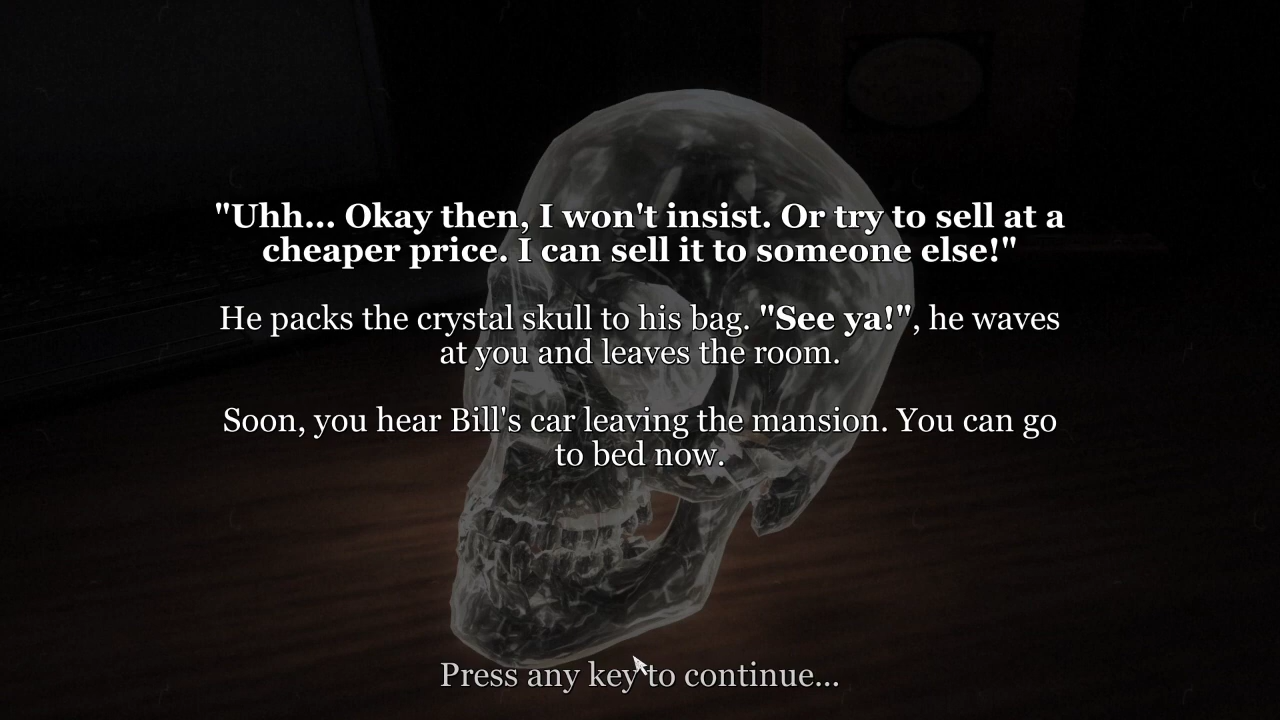 "Uhh... Okay then, I won't insist. Or try to sell at a
cheaper price. I can sell it to someone else!"
He packs the crystal skull to his bag. "See ya!", he waves
at you and leaves the room.
Soon, you hear Bill's car leaving the mansion. You can go
to bed now.
Press any key to continue...